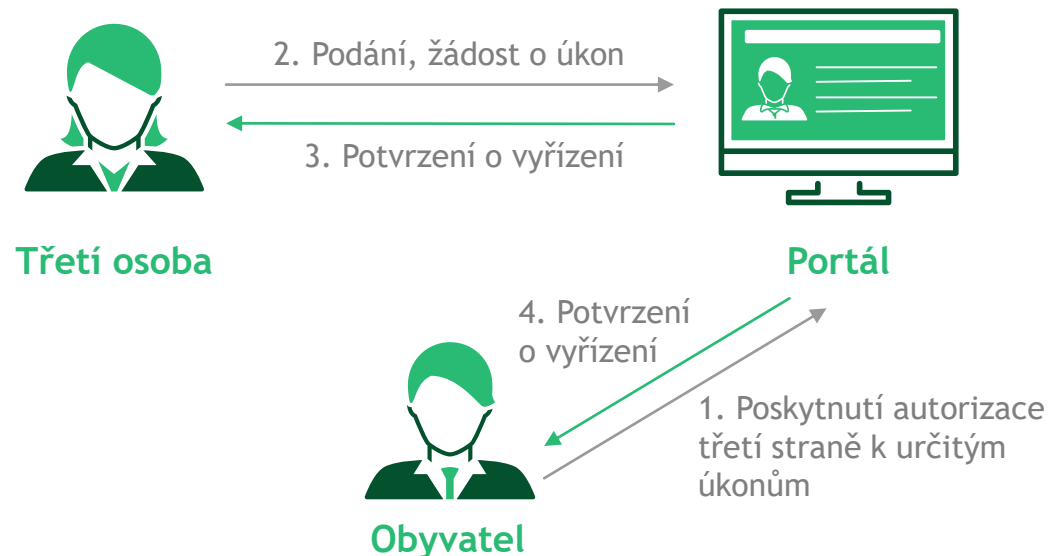 2. Podání, žádost o úkon
3. Potvrzení o vyřízení
Třetí osoba
Portál
4. Potvrzení
o vyřízení
1. Poskytnutí autorizace
třetí straně k určitým
úkonům
Obyvatel